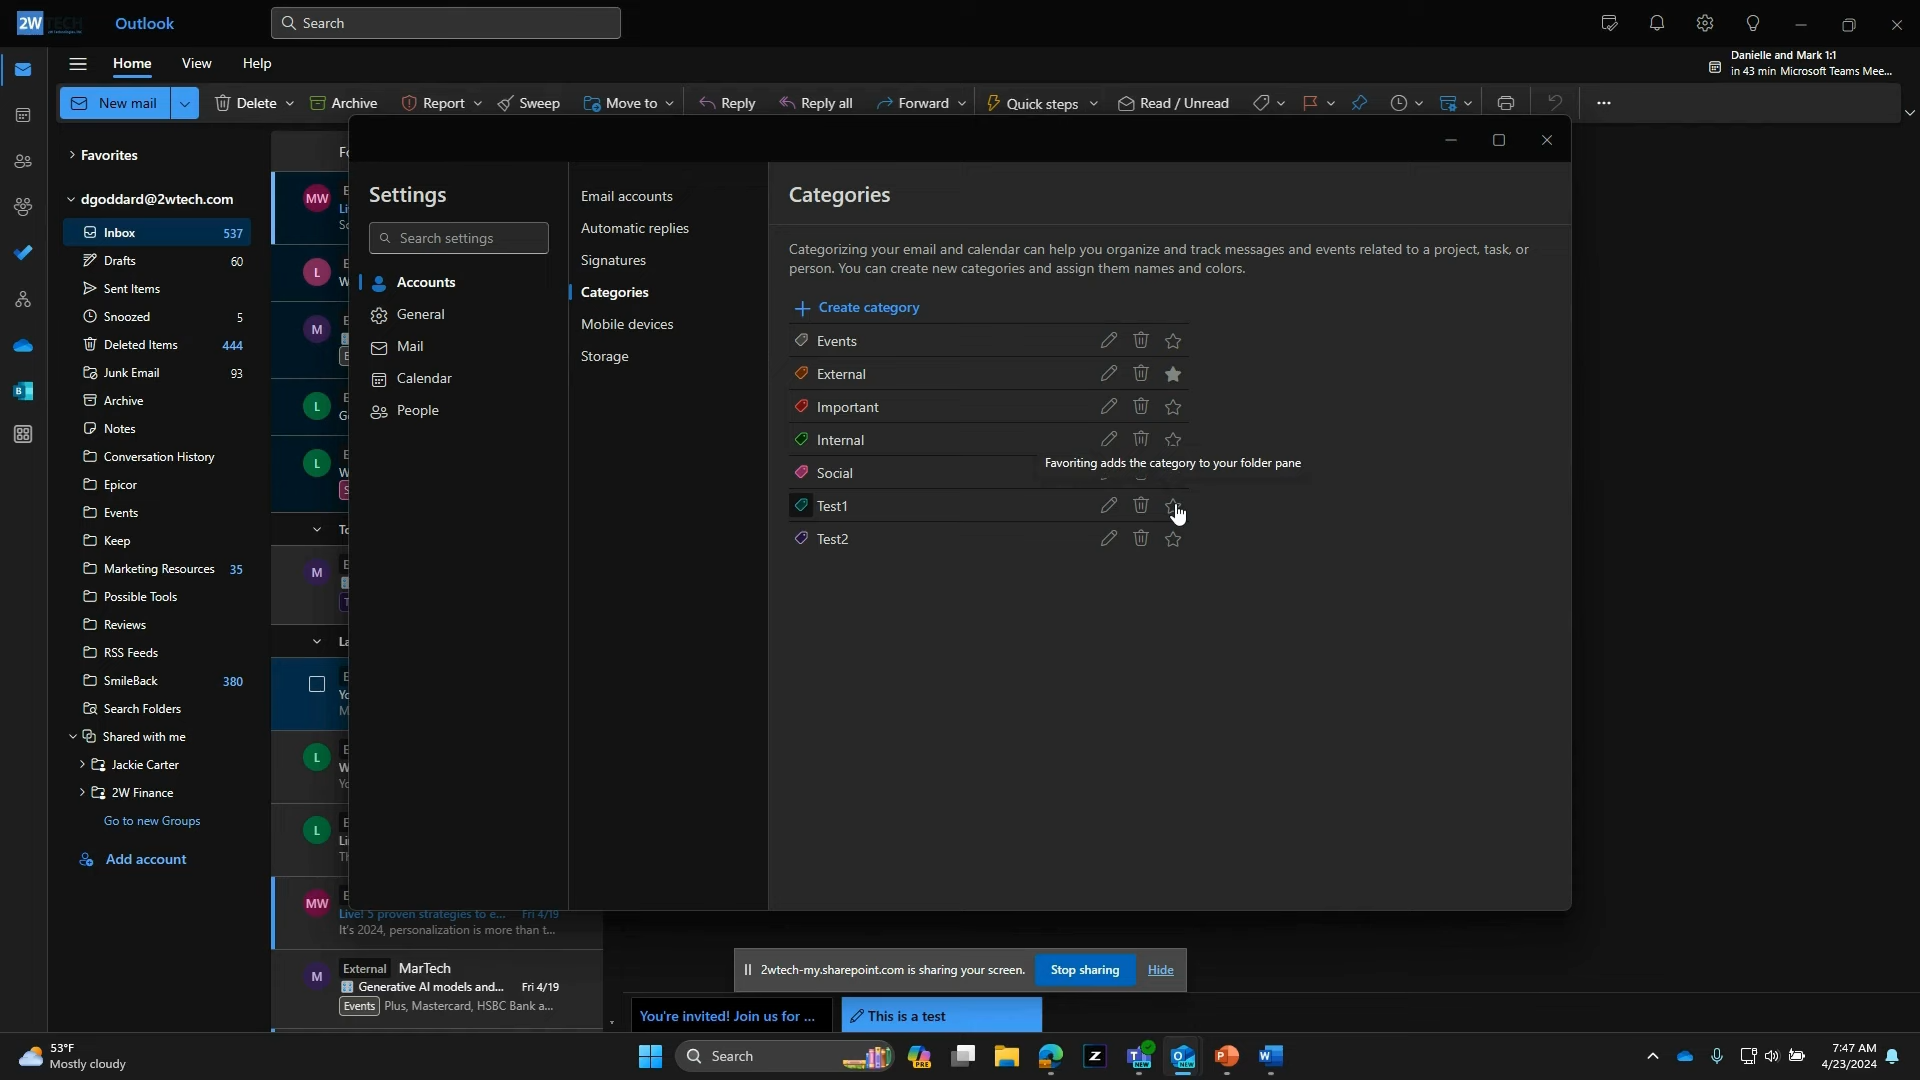 2W TECH
Outlook
Search
Home View Help
Danielle and Mark 1:1
in 43 min Microsoft Teams Mee...
New mail Delete Archive Report Sweep Move to Reply Reply all Forward Quick steps Read / Unread
Favorites
dgoddard@2wtech.com
Inbox 537
Drafts 60
Sent Items
Snoozed 5
Deleted Items 444
Junk Email 93
Archive
Notes
Conversation History
Epicor
Events
Keep
Marketing Resources 35
Possible Tools
Reviews
RSS Feeds
SmileBack 380
Search Folders
Shared with me
Jackie Carter
2W Finance
Go to new Groups
Add account
MW
L
M
L
L
M
L
L
MW
Live! 5 proven strategies to e... Fri 4/19
It's 2024, personalization is more than t...
M
External MarTech
Generative AI models and... Fri 4/19
Events Plus, Mastercard, HSBC Bank a...
Settings
Search settings
Accounts
General
Mail
Calendar
People
Email accounts
Automatic replies
Signatures
Categories
Mobile devices
Storage
Categories
Categorizing your email and calendar can help you organize and track messages and events related to a project, task, or
person. You can create new categories and assign them names and colors.
Create category
Events
External
Important
Internal
Favoriting adds the category to your folder pane
Social
Test1
Test2
2wtech-my.sharepoint.com is sharing your screen. Stop sharing Hide
You're invited! Join us for ... This is a test
53°F
Mostly cloudy
Search
PRE
NEW
NEW
7:47 AM
4/23/2024